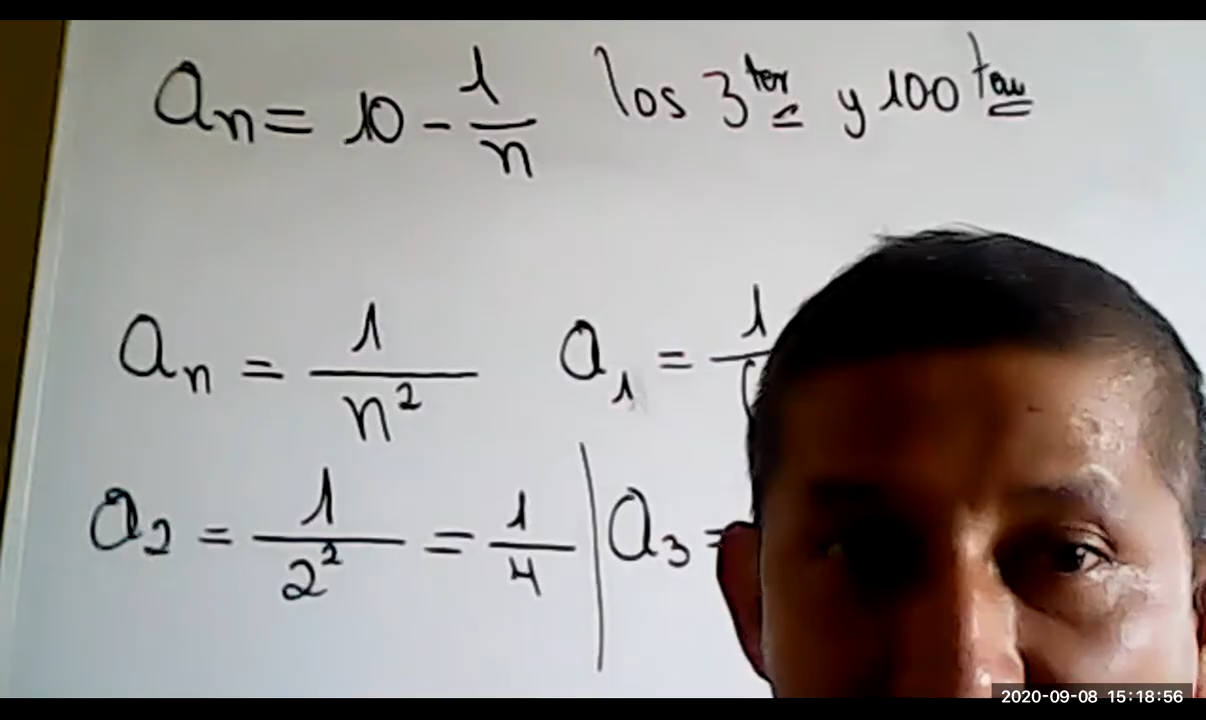 aₙ = 10 - 1/n los 3ter y 100tau
aₙ = 1/n² a₁ = 1/(
a₂ = 1/2² = 1/4 | a₃ =
2020-09-08 15:18:56